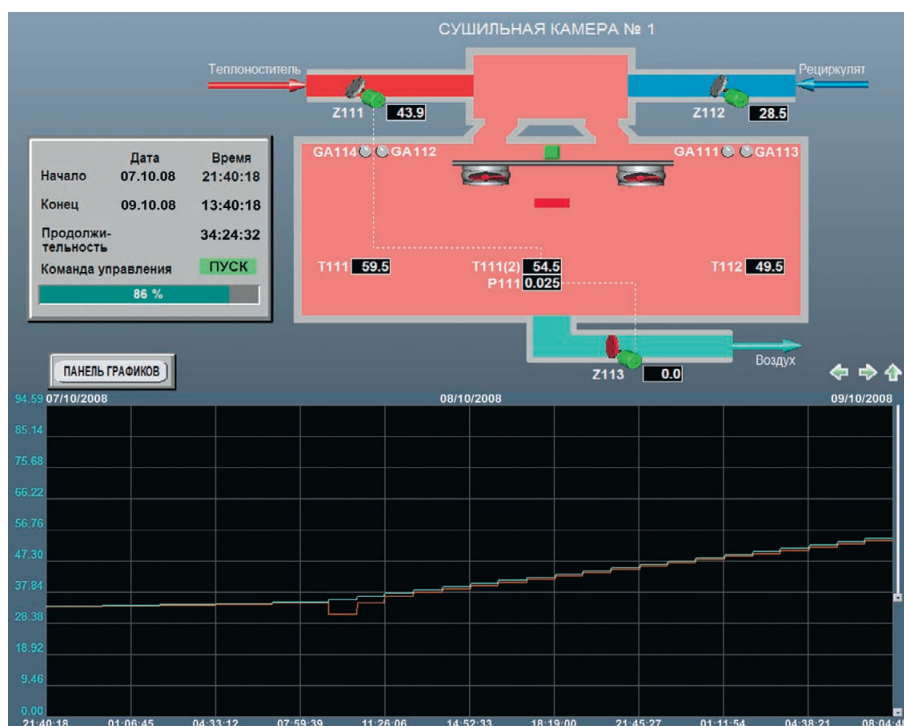 СУШИЛЬНАЯ КАМЕРА № 1
Теплоноситель
Рециркулят
Z111 43.9
Z112 28.5
GA114 GA112
GA111 GA113
Дата Время
Начало 07.10.08 21:40:18
Конец 09.10.08 13:40:18
Продолжи-
тельность 34:24:32
Команда управления ПУСК
86 %
T111 59.5
T111(2) 54.5
T112 49.5
P111 0.025
Воздух
Z113 0.0
ПАНЕЛЬ ГРАФИКОВ
94.59 07/10/2008 08/10/2008 09/10/2008
85.14
75.68
66.22
56.76
47.30
37.84
28.38
18.92
9.46
0.00
21:40:18 01:06:45 04:33:12 07:59:39 11:26:06 14:52:33 18:19:00 21:45:27 01:11:54 04:38:21